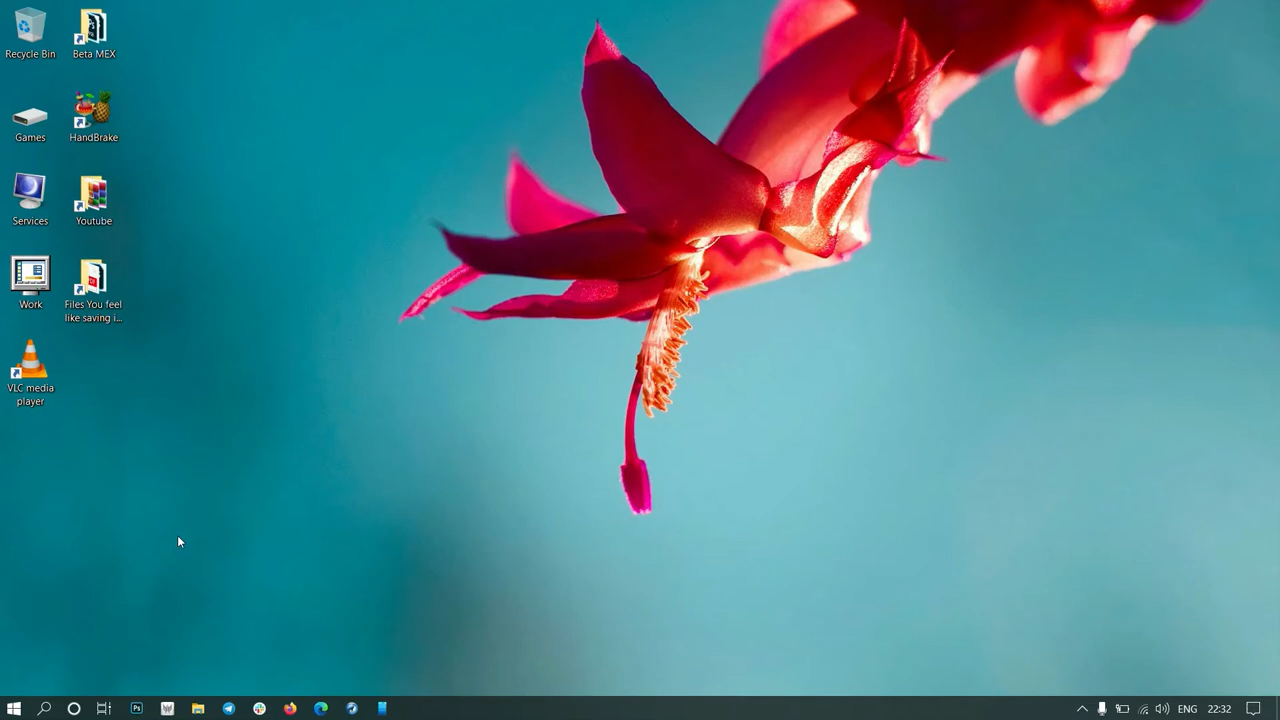 Recycle Bin
Beta MEX
Games
HandBrake
Services
Youtube
Work
Files You feel
like saving i...
VLC media
player
Ps
ENG
22:32